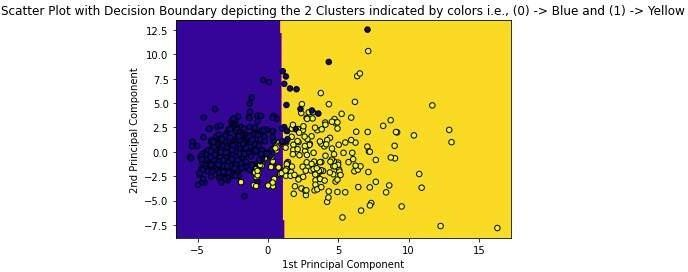 Scatter Plot with Decision Boundary depicting the 2 Clusters indicated by colors i.e., (0) -> Blue and (1) -> Yellow
12.5
10.0
7.5
5.0
2.5
0.0
−2.5
−5.0
−7.5
2nd Principal Component
−5 0 5 10 15
1st Principal Component